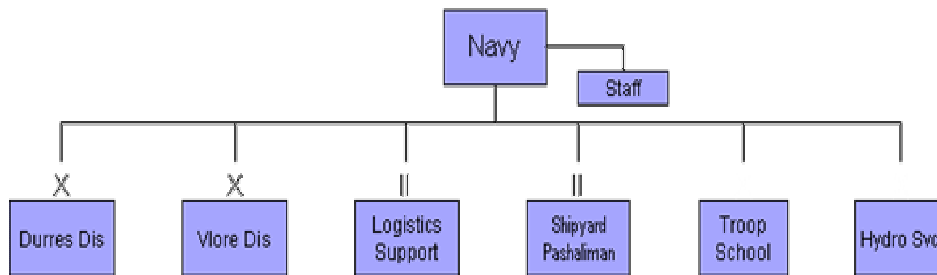 Navy
Staff
X X II II
Durres Dis
Vlore Dis
Logistics
Support
Shipyard
Pashaliman
Troop
School
Hydro Svc